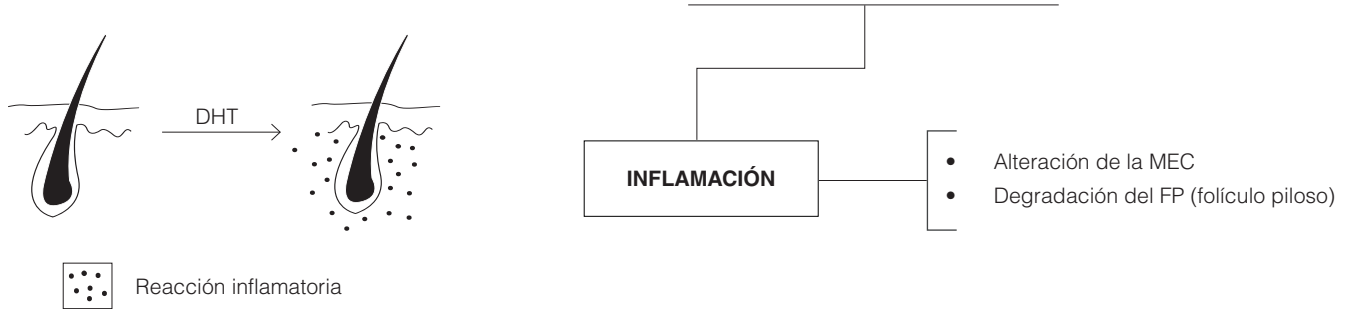 DHT
INFLAMACIÓN
• Alteración de la MEC
• Degradación del FP (folículo piloso)
Reacción inflamatoria